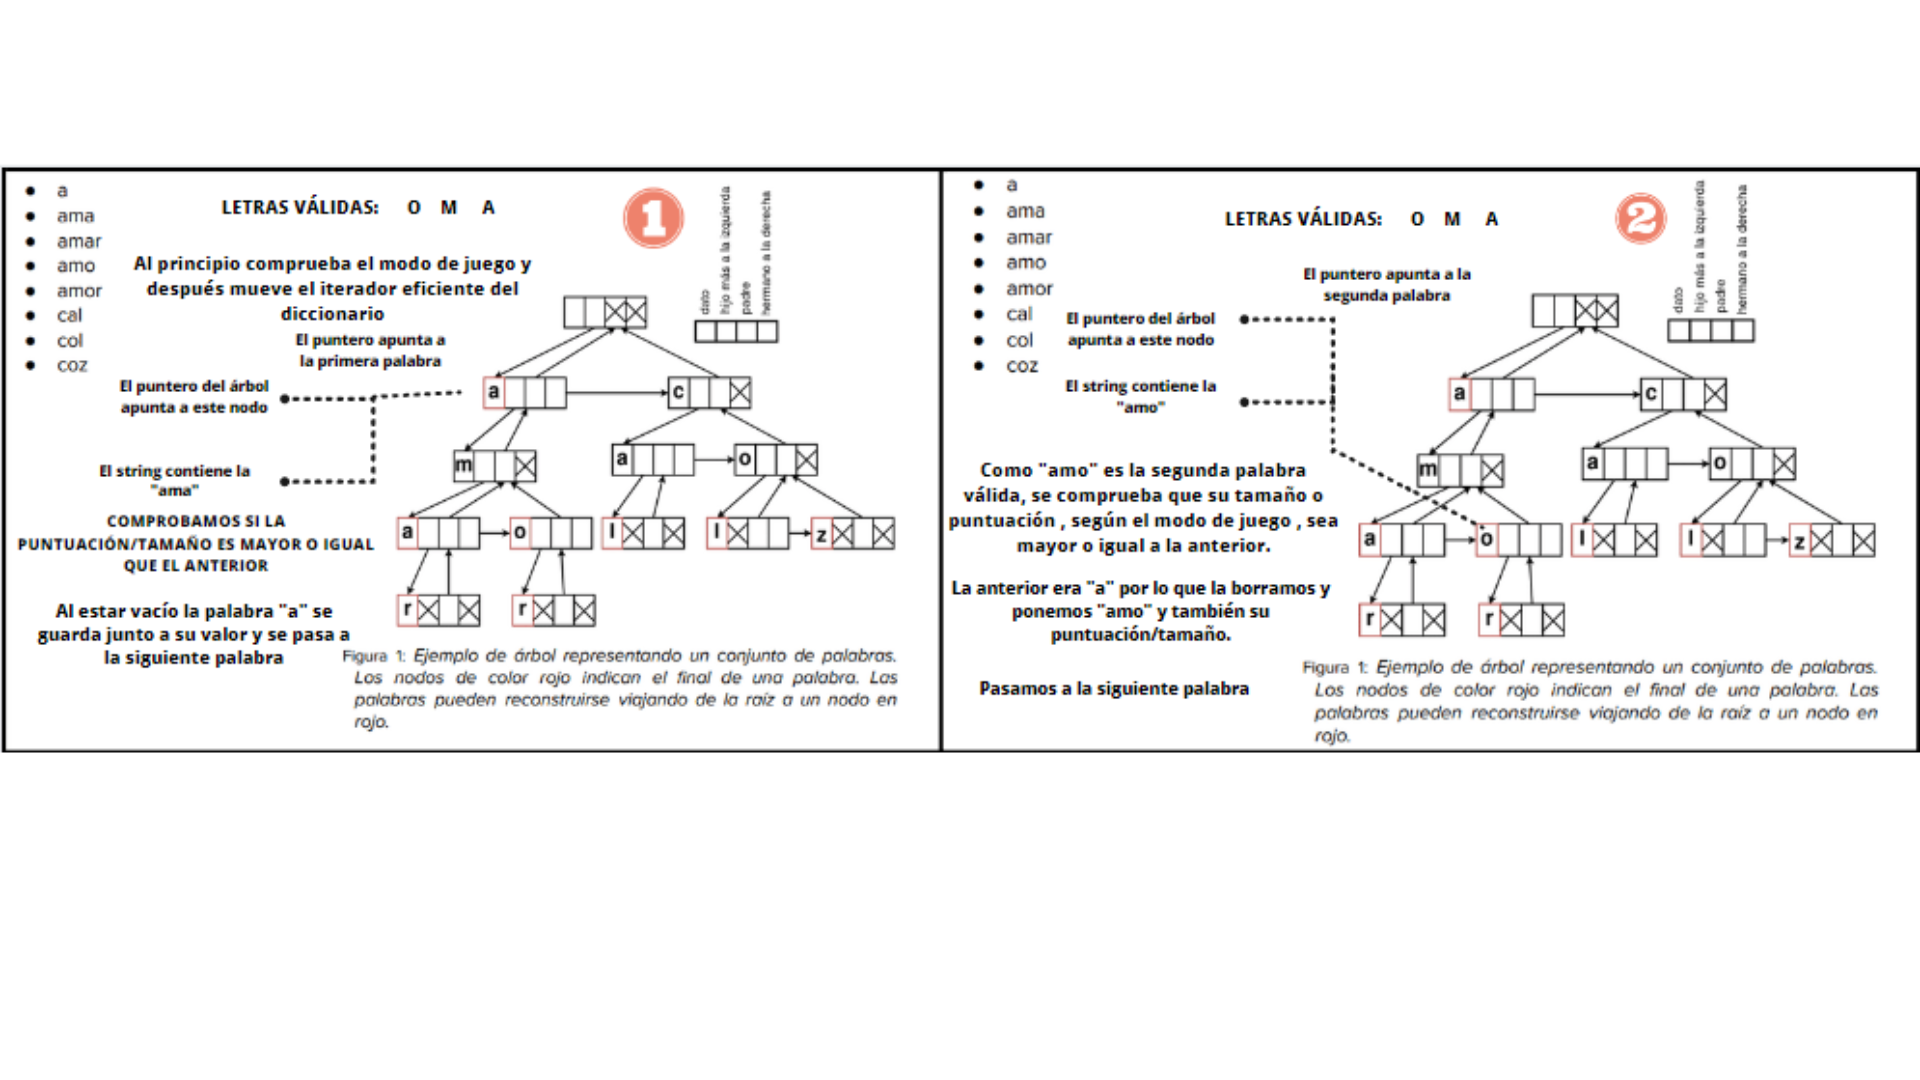 a
ama
amar
amo
amor
cal
col
coz
LETRAS VÁLIDAS: O M A
1
Al principio comprueba el modo de juego y
después mueve el iterador eficiente del
diccionario
El puntero apunta a
la primera palabra
El puntero del árbol
apunta a este nodo
El string contiene la
"ama"
COMPROBAMOS SI LA
PUNTUACIÓN/TAMAÑO ES MAYOR O IGUAL
QUE EL ANTERIOR
Al estar vacío la palabra "a" se
guarda junto a su valor y se pasa a
la siguiente palabra
dato
hijo más a la izquierda
padre
hermano a la derecha
a
c
m
a
o
a
o
l
l
z
r
r
Figura 1: Ejemplo de árbol representando un conjunto de palabras.
Los nodos de color rojo indican el final de una palabra. Las
palabras pueden reconstruirse viajando de la raíz a un nodo en
rojo.
a
ama
amar
amo
amor
cal
col
coz
LETRAS VÁLIDAS: O M A
2
El puntero apunta a la
segunda palabra
El puntero del árbol
apunta a este nodo
El string contiene la
"amo"
Como "amo" es la segunda palabra
válida, se comprueba que su tamaño o
puntuación , según el modo de juego , sea
mayor o igual a la anterior.
La anterior era "a" por lo que la borramos y
ponemos "amo" y también su
puntuación/tamaño.
Pasamos a la siguiente palabra
dato
hijo más a la izquierda
padre
hermano a la derecha
a
c
m
a
o
a
o
l
l
z
r
r
Figura 1: Ejemplo de árbol representando un conjunto de palabras.
Los nodos de color rojo indican el final de una palabra. Las
palabras pueden reconstruirse viajando de la raíz a un nodo en
rojo.